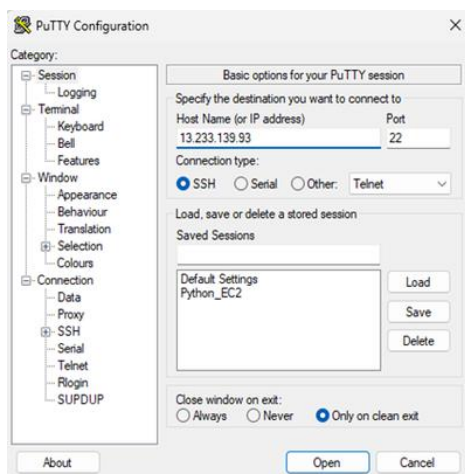 PuTTY Configuration
Category:
Session
Logging
Terminal
Keyboard
Bell
Features
Window
Appearance
Behaviour
Translation
Selection
Colours
Connection
Data
Proxy
SSH
Serial
Telnet
Rlogin
SUPDUP
Basic options for your PuTTY session
Specify the destination you want to connect to
Host Name (or IP address) Port
13.233.139.93 22
Connection type:
SSH Serial Other: Telnet
Load, save or delete a stored session
Saved Sessions
Default Settings
Python_EC2
Load
Save
Delete
Close window on exit:
Always Never Only on clean exit
About Open Cancel